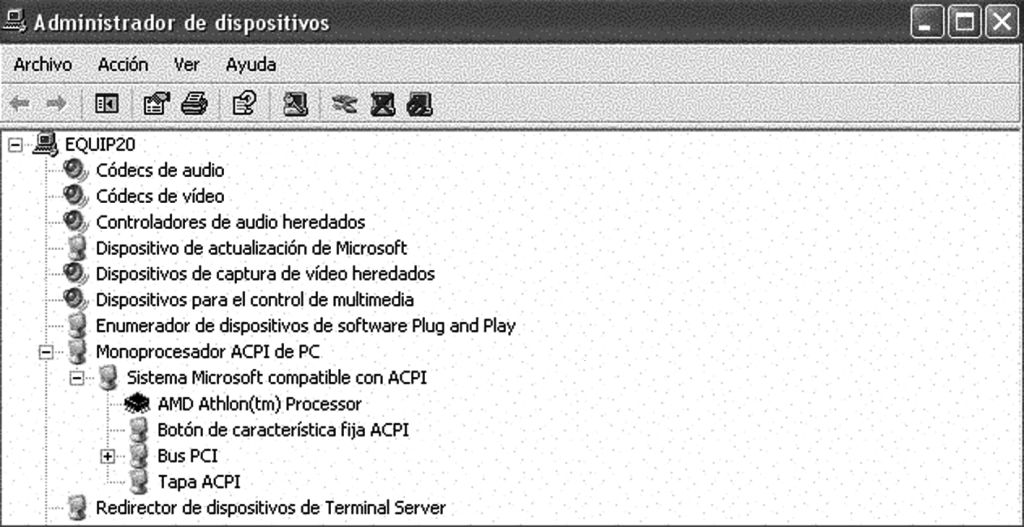 Administrador de dispositivos
Archivo Acción Ver Ayuda
EQUIP20
Códecs de audio
Códecs de vídeo
Controladores de audio heredados
Dispositivo de actualización de Microsoft
Dispositivos de captura de vídeo heredados
Dispositivos para el control de multimedia
Enumerador de dispositivos de software Plug and Play
Monoprocesador ACPI de PC
Sistema Microsoft compatible con ACPI
AMD Athlon(tm) Processor
Botón de característica fija ACPI
Bus PCI
Tapa ACPI
Redirector de dispositivos de Terminal Server